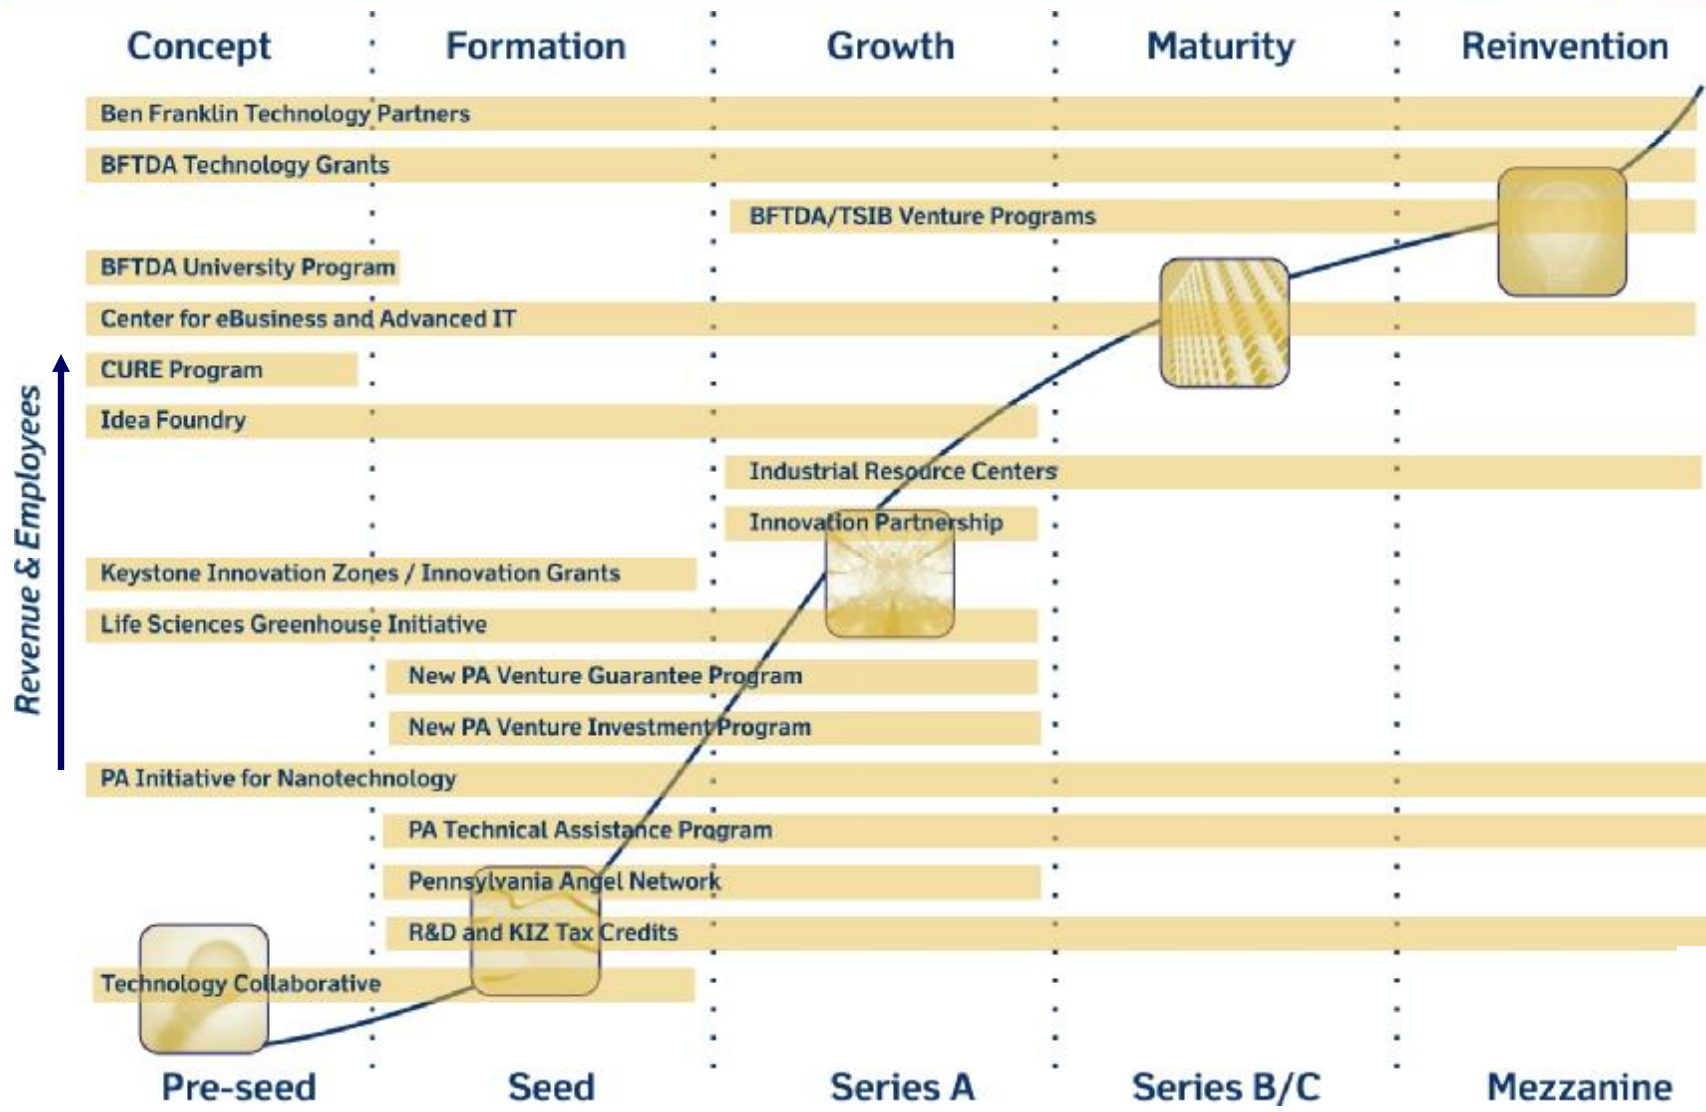 Concept
Formation
Growth
Maturity
Reinvention
Ben Franklin Technology Partners
BFTDA Technology Grants
BFTDA/TSIB Venture Programs
BFTDA University Program
Center for eBusiness and Advanced IT
CURE Program
Idea Foundry
Industrial Resource Centers
Innovation Partnership
Keystone Innovation Zones / Innovation Grants
Life Sciences Greenhouse Initiative
New PA Venture Guarantee Program
New PA Venture Investment Program
PA Initiative for Nanotechnology
PA Technical Assistance Program
Pennsylvania Angel Network
R&D and KIZ Tax Credits
Technology Collaborative
Revenue & Employees
Pre-seed
Seed
Series A
Series B/C
Mezzanine